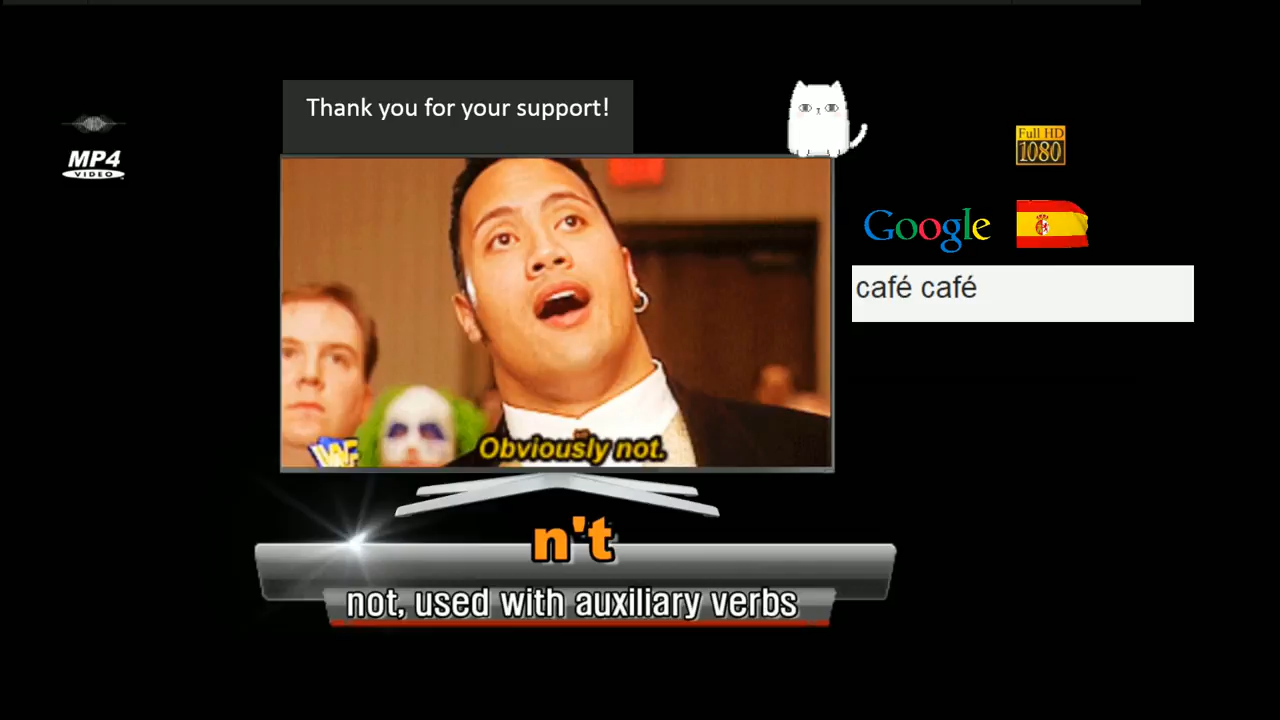 Thank you for your support!
MP4
VIDEO
Full HD
1080
Google
café café
WF
Obviously not.
n't
not, used with auxiliary verbs